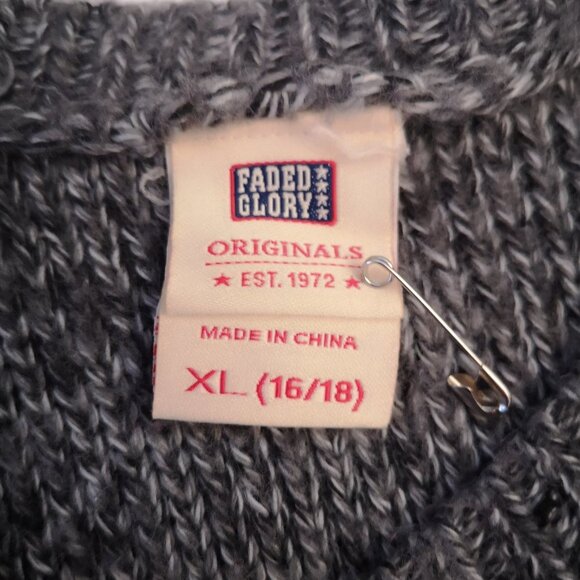 FADED
GLORY
ORIGINALS
★ EST. 1972 ★
MADE IN CHINA
XL (16/18)